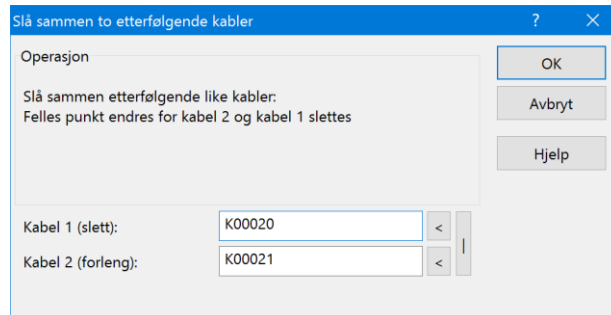 Slå sammen to etterfølgende kabler ? ×
Operasjon
OK
Slå sammen etterfølgende like kabler:
Felles punkt endres for kabel 2 og kabel 1 slettes
Avbryt
Hjelp
Kabel 1 (slett): K00020 <
|
Kabel 2 (forleng): K00021 <